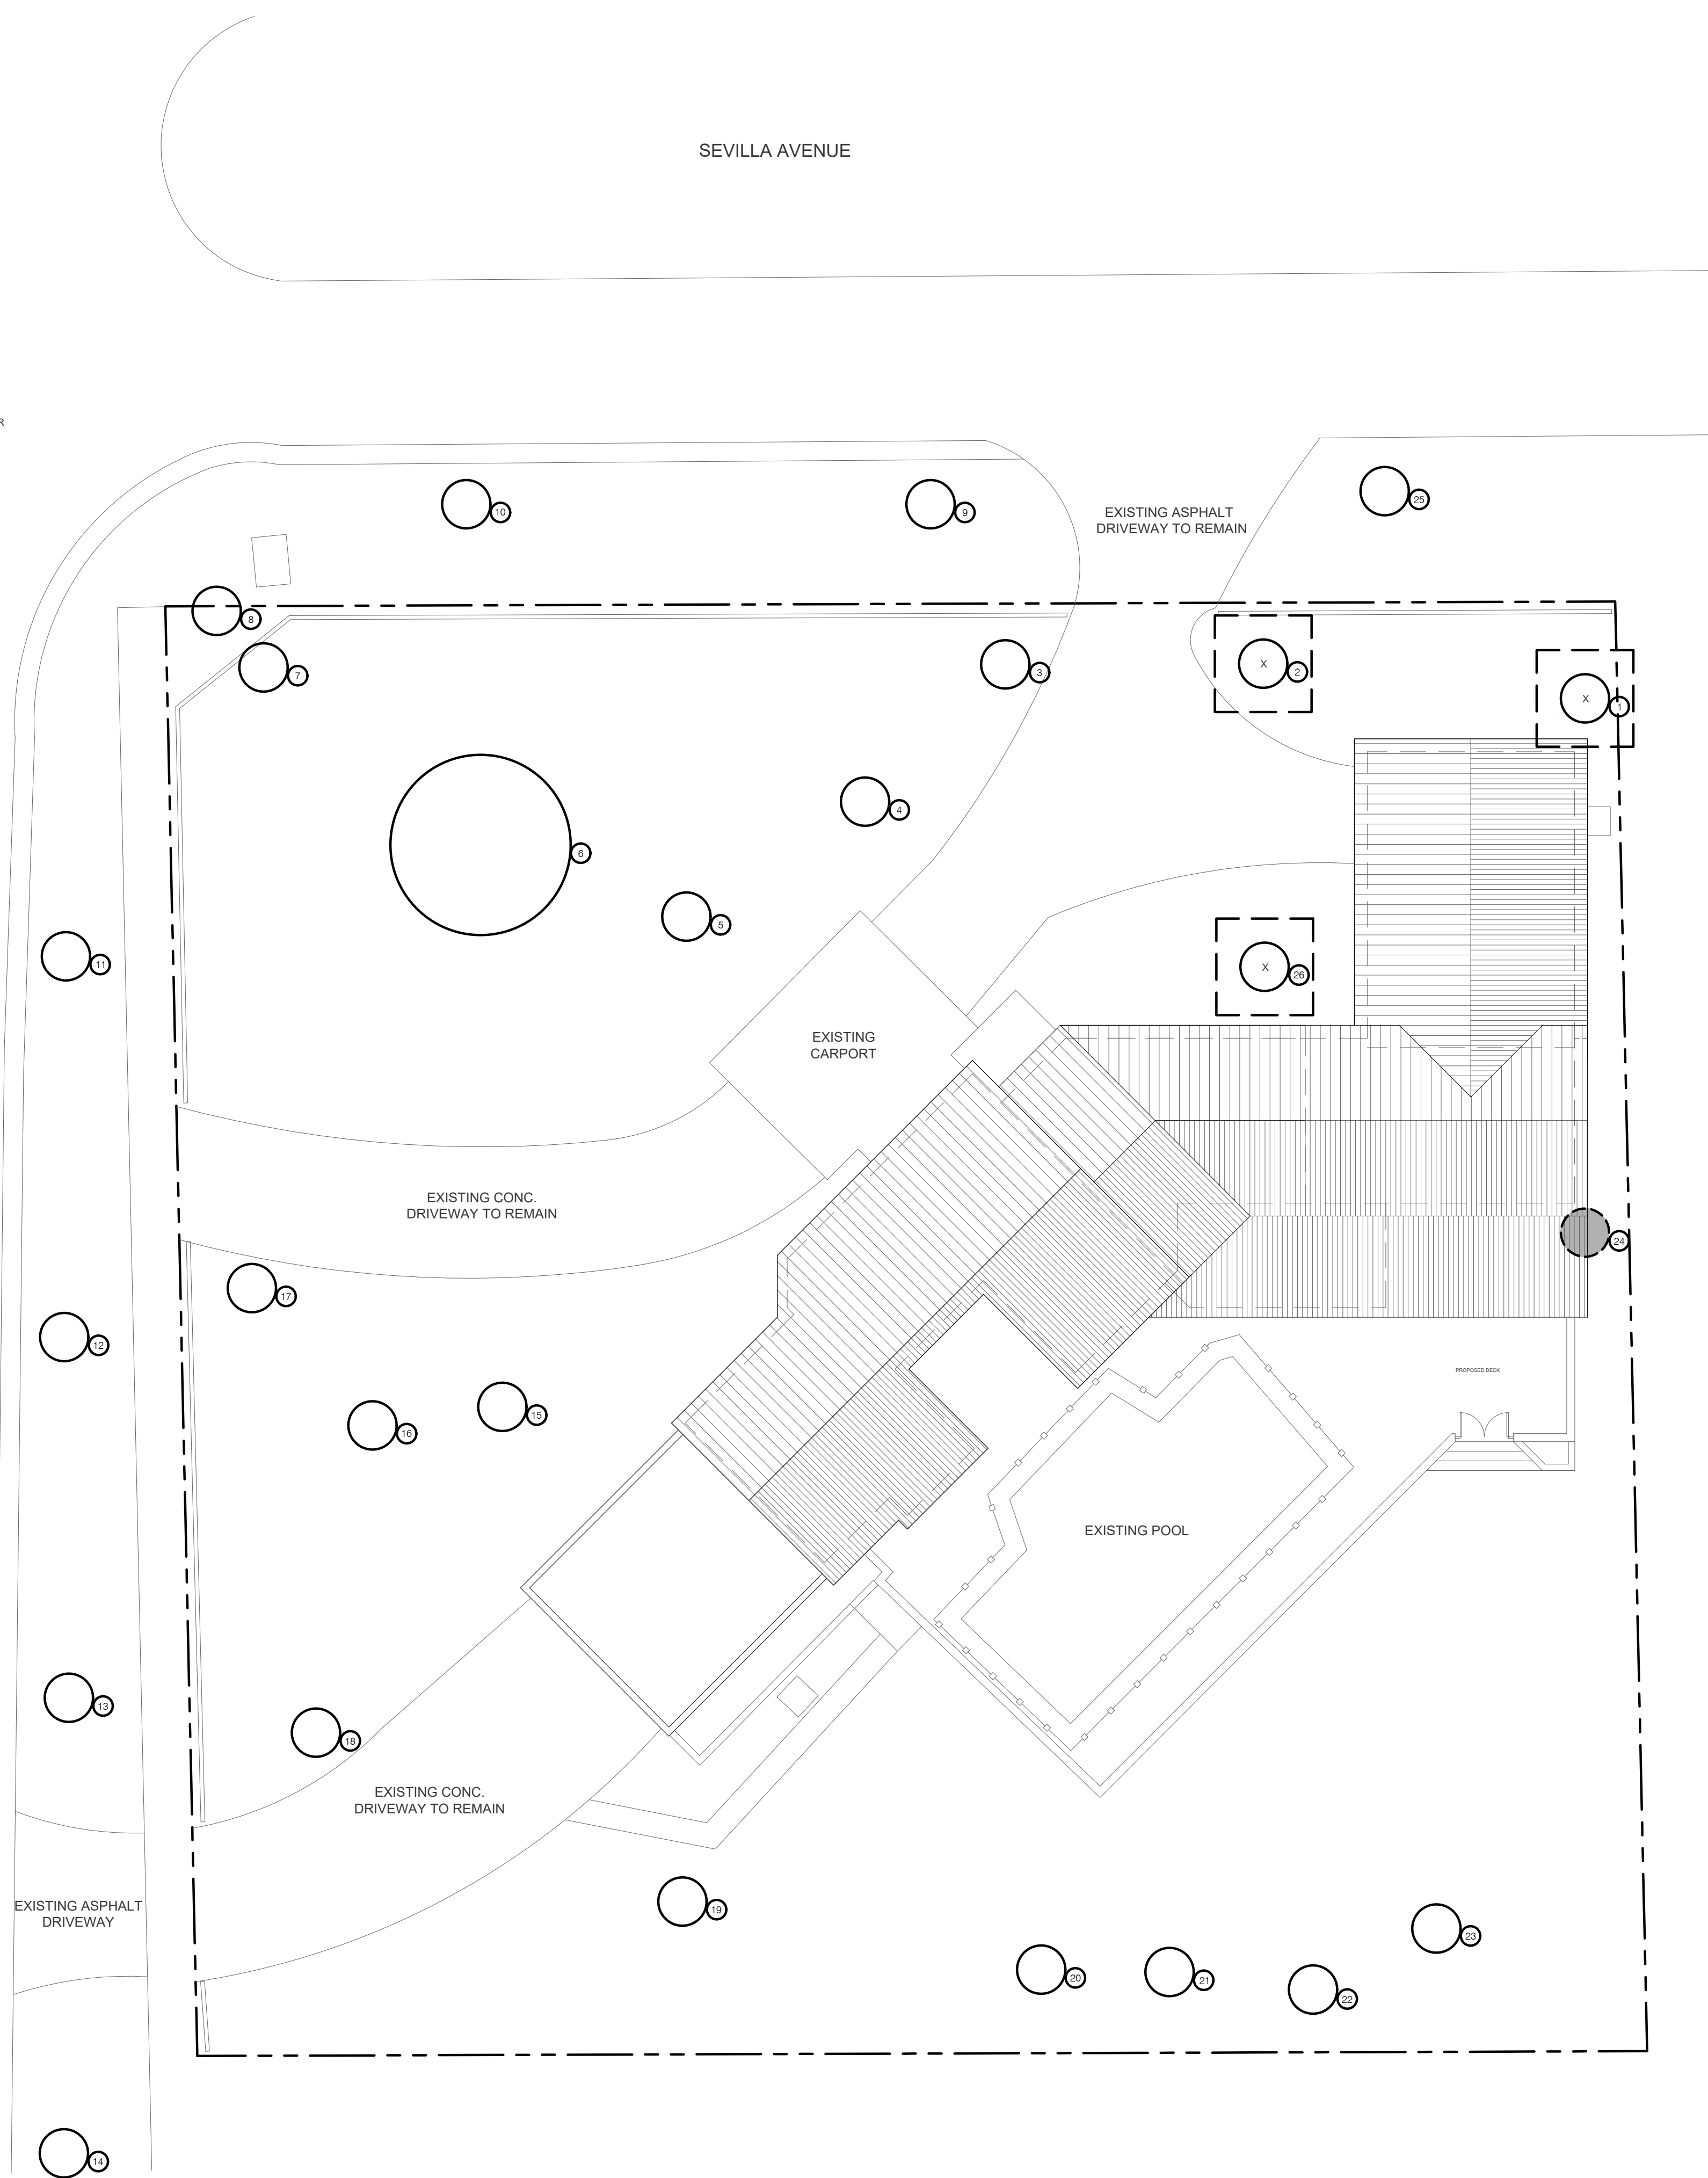 SEVILLA AVENUE
R
10
9
25
EXISTING ASPHALT
DRIVEWAY TO REMAIN
8
7
3
X
2
X
1
4
6
5
11
X
26
EXISTING
CARPORT
EXISTING CONC.
DRIVEWAY TO REMAIN
24
17
12
PROPOSED DECK
15
16
EXISTING POOL
13
18
EXISTING CONC.
DRIVEWAY TO REMAIN
EXISTING ASPHALT
DRIVEWAY
19
23
20
21
22
14